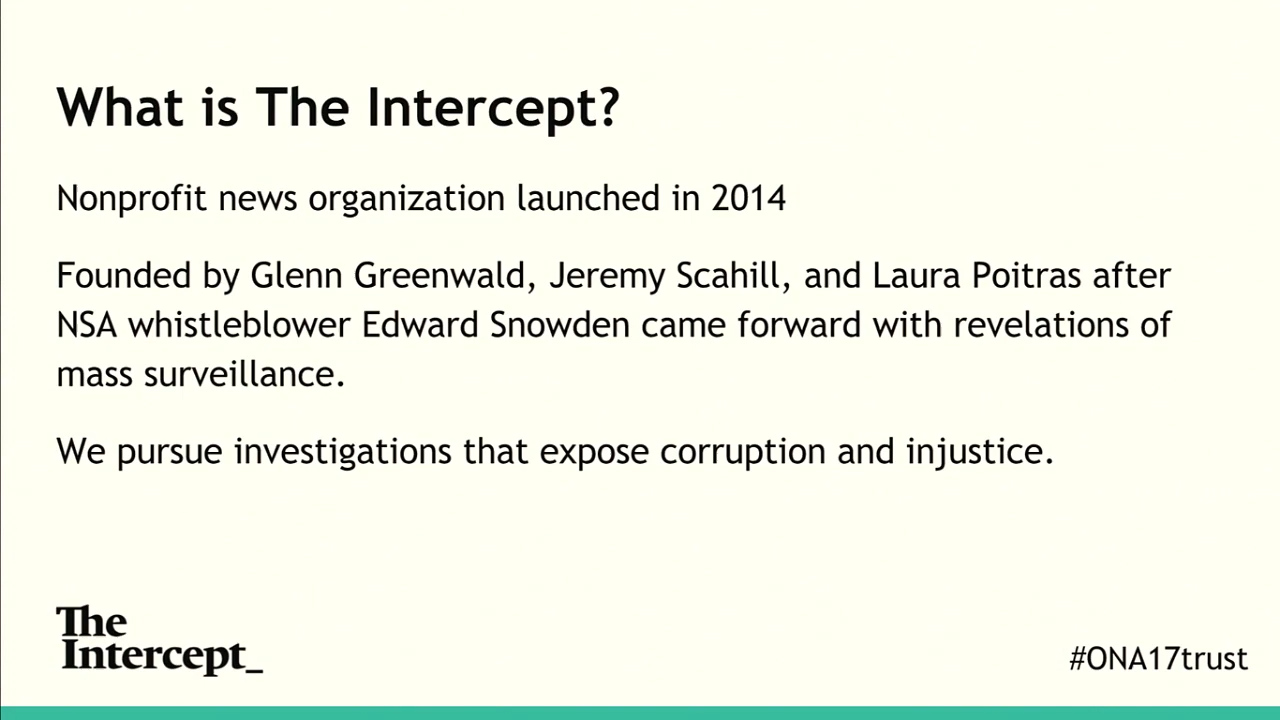 What is The Intercept?
Nonprofit news organization launched in 2014
Founded by Glenn Greenwald, Jeremy Scahill, and Laura Poitras after
NSA whistleblower Edward Snowden came forward with revelations of
mass surveillance.
We pursue investigations that expose corruption and injustice.
The
Intercept_
#ONA17trust